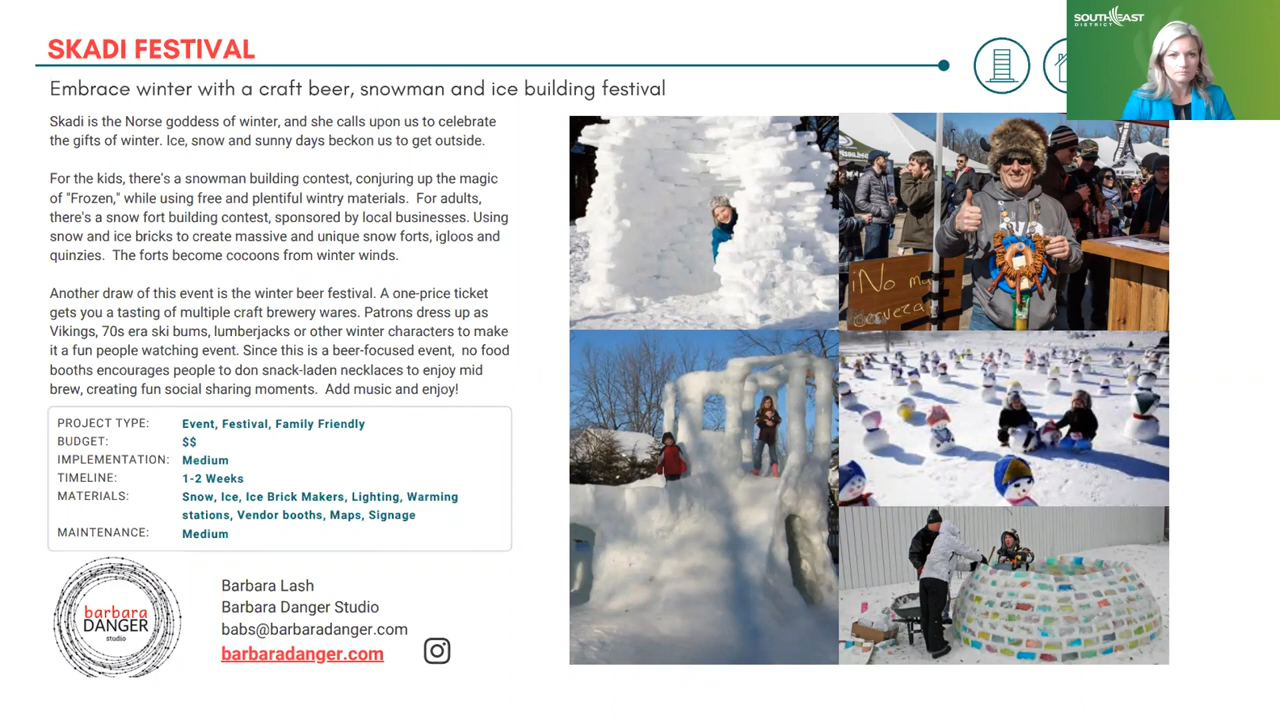 SKADI FESTIVAL
SOUTHEAST
DISTRICT
Embrace winter with a craft beer, snowman and ice building festival
Skadi is the Norse goddess of winter, and she calls upon us to celebrate
the gifts of winter. Ice, snow and sunny days beckon us to get outside.
For the kids, there's a snowman building contest, conjuring up the magic
of "Frozen," while using free and plentiful wintry materials. For adults,
there's a snow fort building contest, sponsored by local businesses. Using
snow and ice bricks to create massive and unique snow forts, igloos and
quinzies. The forts become cocoons from winter winds.
Another draw of this event is the winter beer festival. A one-price ticket
gets you a tasting of multiple craft brewery wares. Patrons dress up as
Vikings, 70s era ski bums, lumberjacks or other winter characters to make
it a fun people watching event. Since this is a beer-focused event, no food
booths encourages people to don snack-laden necklaces to enjoy mid
brew, creating fun social sharing moments. Add music and enjoy!
PROJECT TYPE: Event, Festival, Family Friendly
BUDGET: $$
IMPLEMENTATION: Medium
TIMELINE: 1-2 Weeks
MATERIALS: Snow, Ice, Ice Brick Makers, Lighting, Warming
stations, Vendor booths, Maps, Signage
MAINTENANCE: Medium
barbara
DANGER
studio
Barbara Lash
Barbara Danger Studio
babs@barbaradanger.com
barbaradanger.com
¡No
cerveza